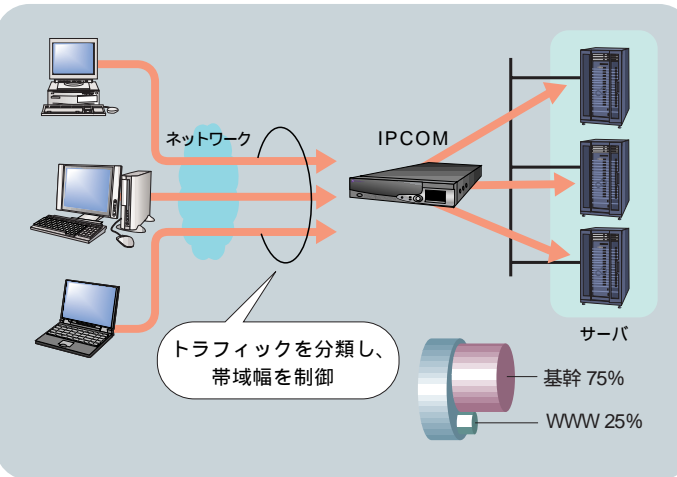 ネットワーク
IPCOM
サーバ
トラフィックを分類し、
帯域幅を制御
基幹 75%
WWW 25%